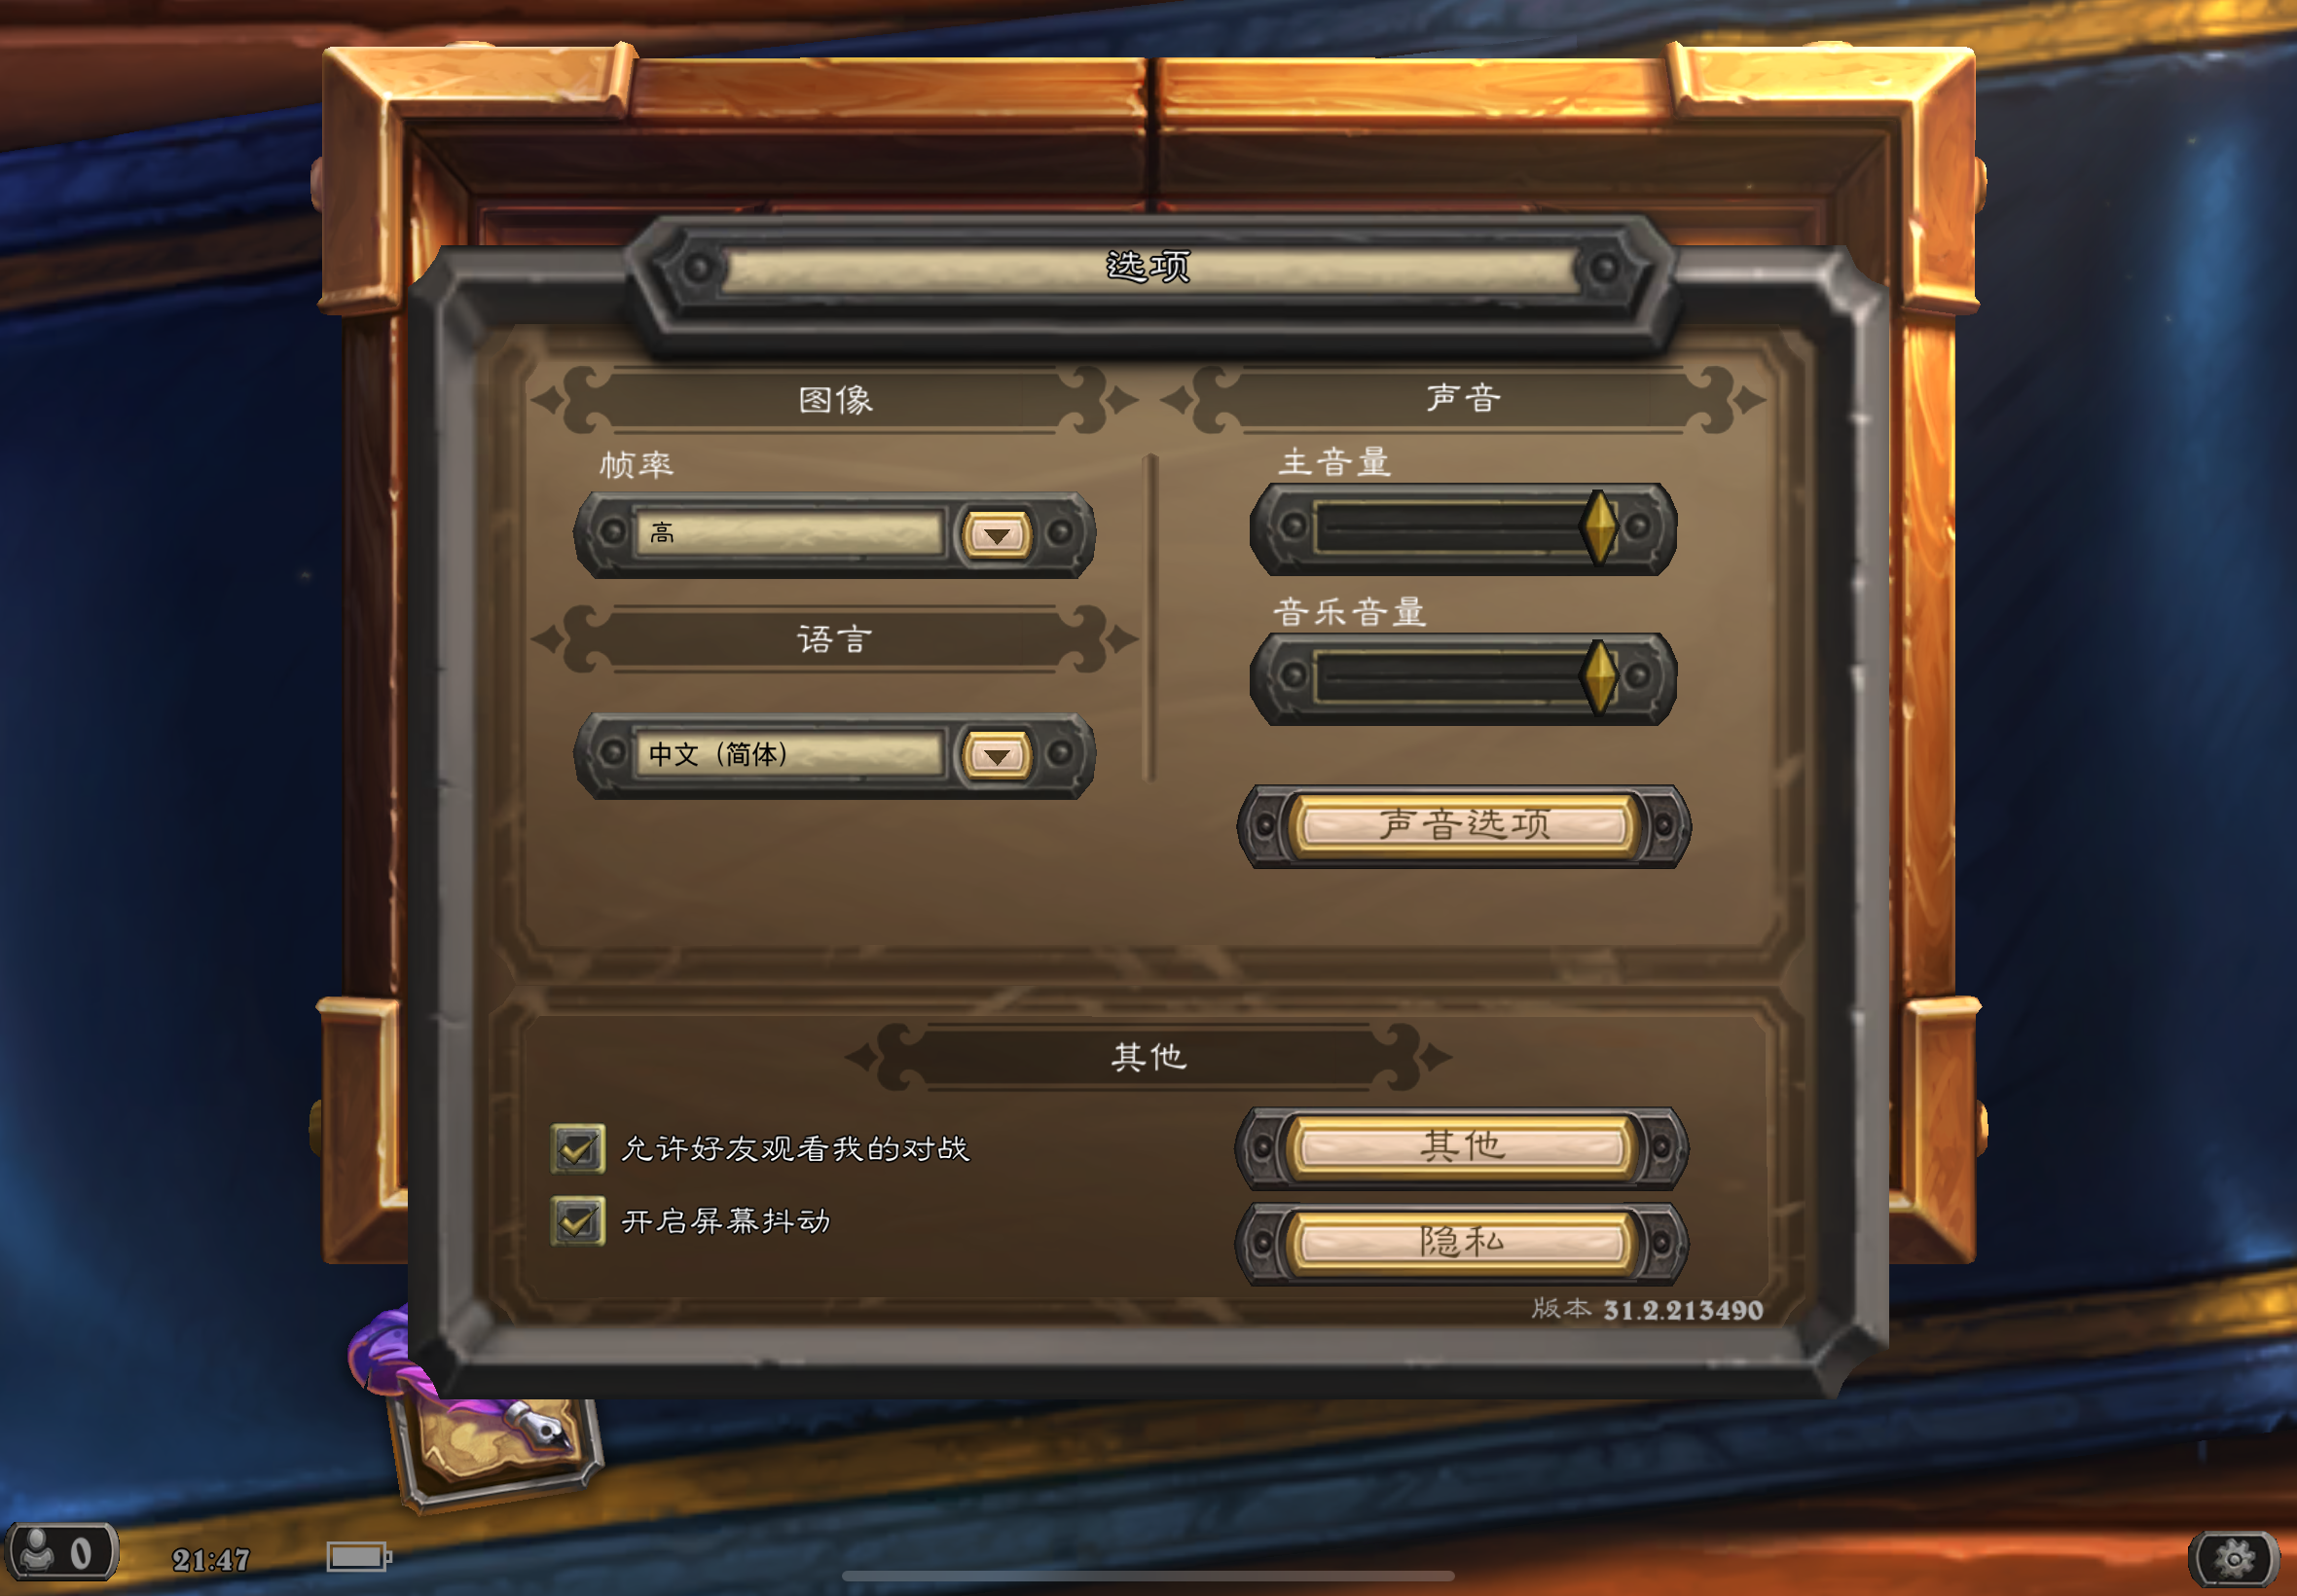 选项
图像
帧率
高
语言
中文（简体）
声音
主音量
音乐音量
声音选项
其他
允许好友观看我的对战
开启屏幕抖动
其他
隐私
版本 31.2.213490
0
21:47